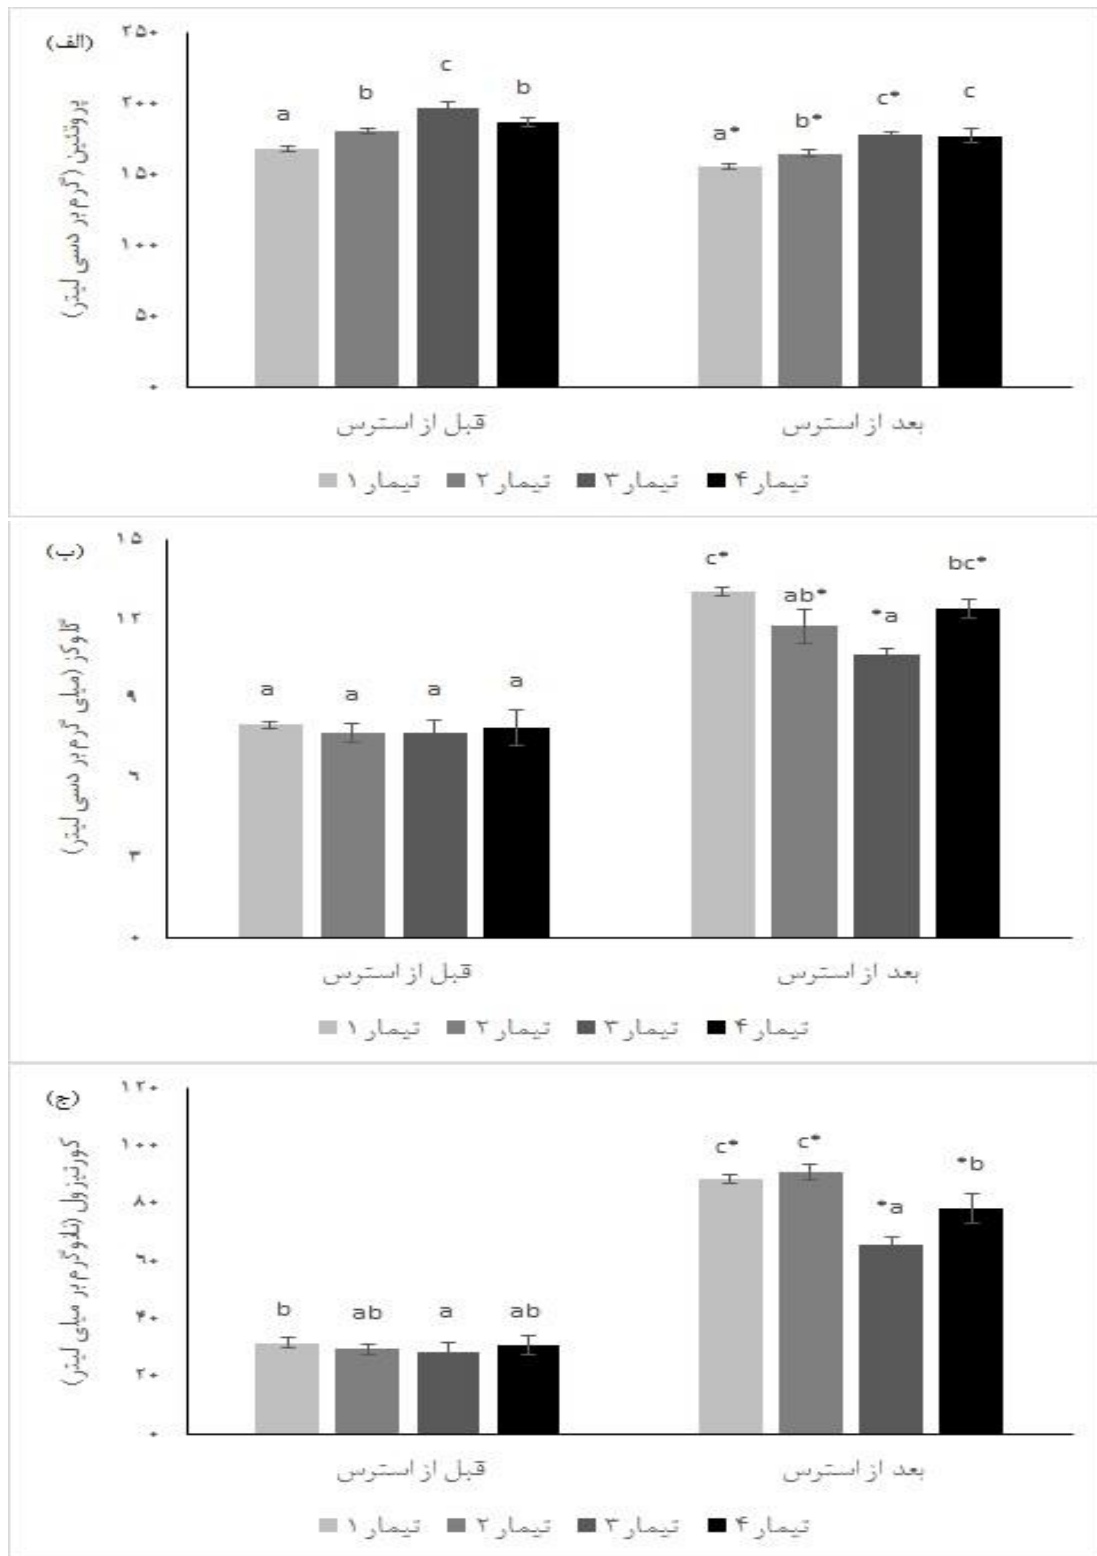 (الف)
پروتئین (گرم بر دسی لیتر)
۲۵۰
۲۰۰
۱۵۰
۱۰۰
۵۰
۰
a b c b
a* b* c* c
قبل از استرس
بعد از استرس
تیمار ۱ تیمار ۲ تیمار ۳ تیمار ۴
(ب)
گلوکز (میلی گرم بر دسی لیتر)
۱۵
۱۲
۹
۶
۳
۰
a a a a
c* ab* *a bc*
قبل از استرس
بعد از استرس
تیمار ۱ تیمار ۲ تیمار ۳ تیمار ۴
(ج)
کورتیزول (نانوگرم بر میلی لیتر)
۱۲۰
۱۰۰
۸۰
۶۰
۴۰
۲۰
۰
b ab a ab
c* c* *a *b
قبل از استرس
بعد از استرس
تیمار ۱ تیمار ۲ تیمار ۳ تیمار ۴